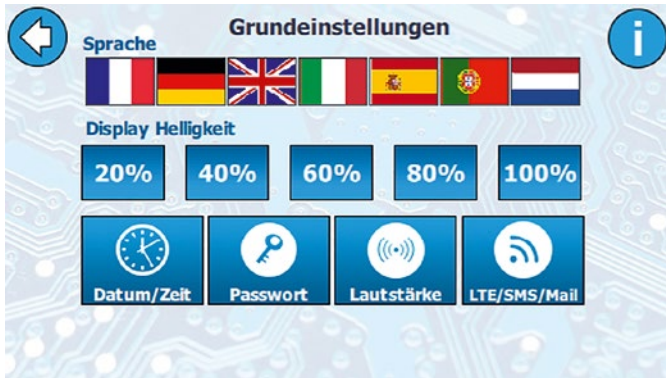 Grundeinstellungen
Sprache
Display Helligkeit
20% 40% 60% 80% 100%
Datum/Zeit Passwort Lautstärke LTE/SMS/Mail